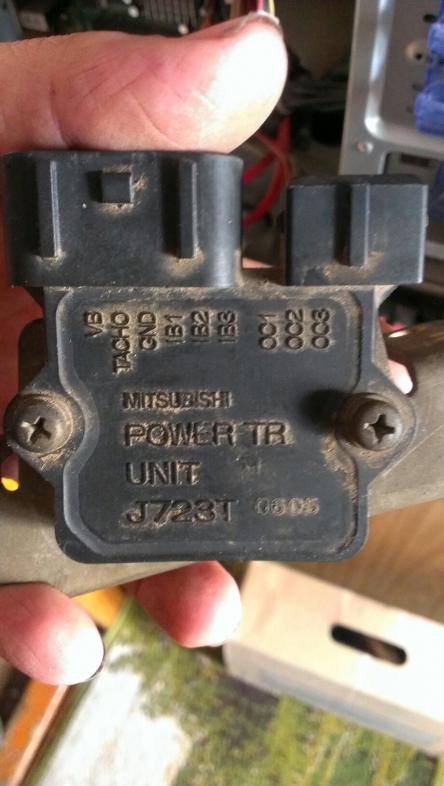 VB TACHO GND IB1 IB2 IB3 OC1 OC2 OC3
MITSUBISHI
POWER TR
UNIT
J723T 0605